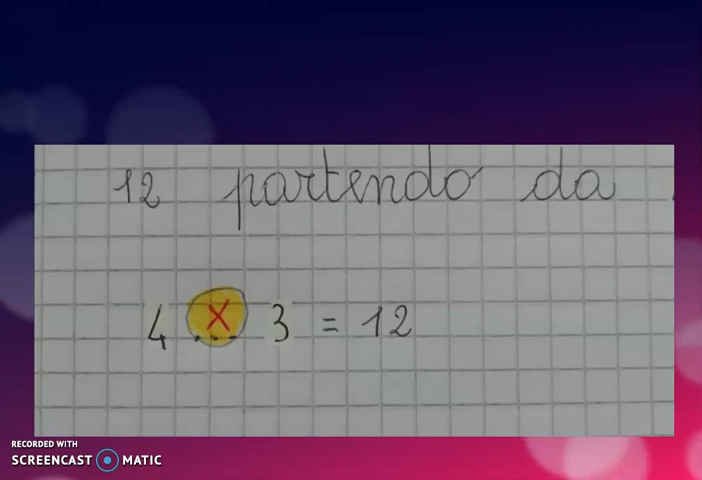 12 partendo da
4 × 3 = 12
RECORDED WITH
SCREENCAST MATIC